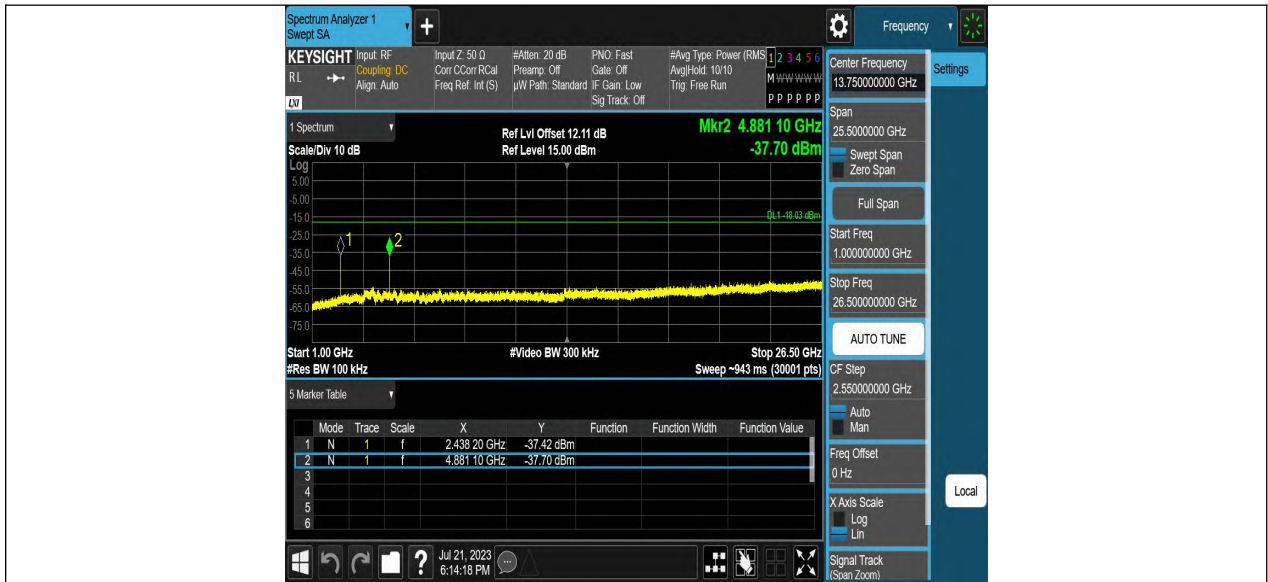 Spectrum Analyzer 1
Swept SA
+
Frequency
KEYSIGHT
RL
LXI
Input: RF
Coupling: DC
Align: Auto
Input Z: 50 Ω
Corr CCorr RCal
Freq Ref: Int (S)
#Atten: 20 dB
Preamp: Off
µW Path: Standard
PNO: Fast
Gate: Off
IF Gain: Low
Sig Track: Off
#Avg Type: Power (RMS
Avg|Hold: 10/10
Trig: Free Run
1 2 3 4 5 6
M W W W W W
P P P P P P
1 Spectrum
Scale/Div 10 dB
Ref Lvl Offset 12.11 dB
Ref Level 15.00 dBm
Mkr2 4.881 10 GHz
-37.70 dBm
Log
5.00
-5.00
-15.0
-25.0
-35.0
-45.0
-55.0
-65.0
-75.0
DL1 -18.03 dBm
1
2
Start 1.00 GHz
#Res BW 100 kHz
#Video BW 300 kHz
Stop 26.50 GHz
Sweep ~943 ms (30001 pts)
5 Marker Table
Mode Trace Scale X Y Function Function Width Function Value
1 N 1 f 2.438 20 GHz -37.42 dBm
2 N 1 f 4.881 10 GHz -37.70 dBm
3
4
5
6
?
Jul 21, 2023
6:14:18 PM
Center Frequency
13.750000000 GHz
Settings
Span
25.5000000 GHz
Swept Span
Zero Span
Full Span
Start Freq
1.000000000 GHz
Stop Freq
26.500000000 GHz
AUTO TUNE
CF Step
2.550000000 GHz
Auto
Man
Freq Offset
0 Hz
X Axis Scale
Log
Lin
Local
Signal Track
(Span Zoom)